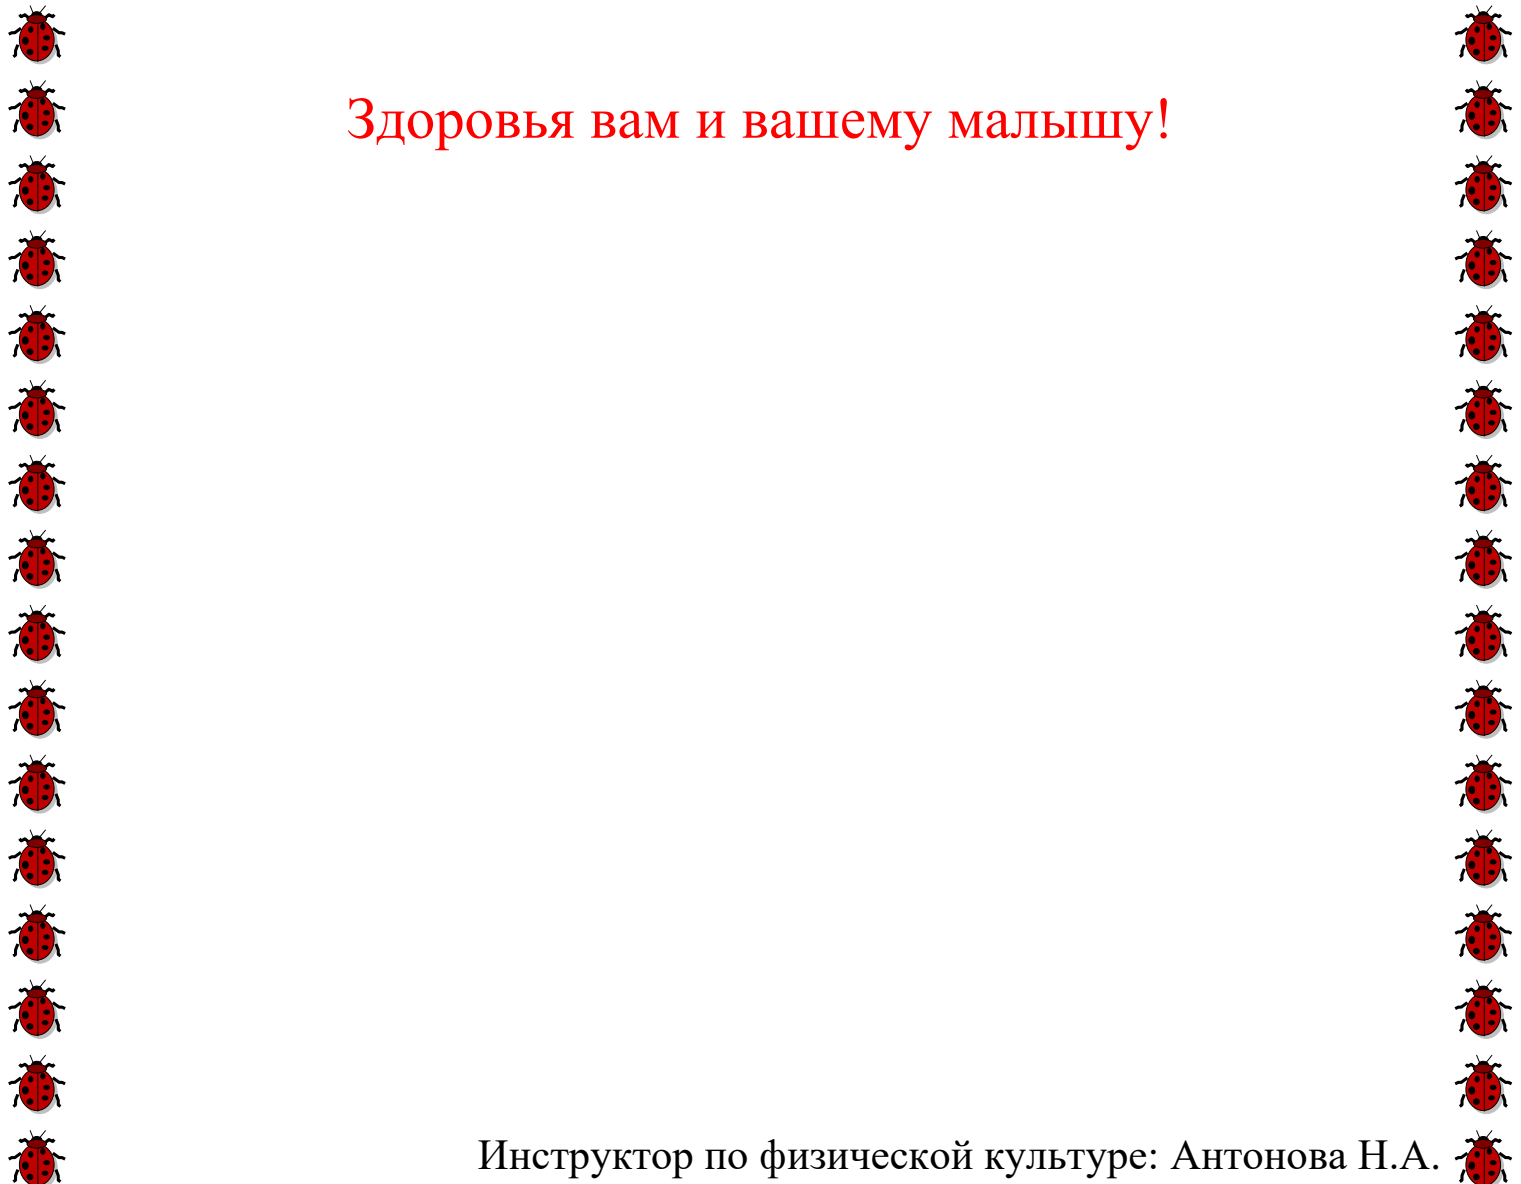 Здоровья вам и вашему малышу!
Инструктор по физической культуре: Антонова Н.А.